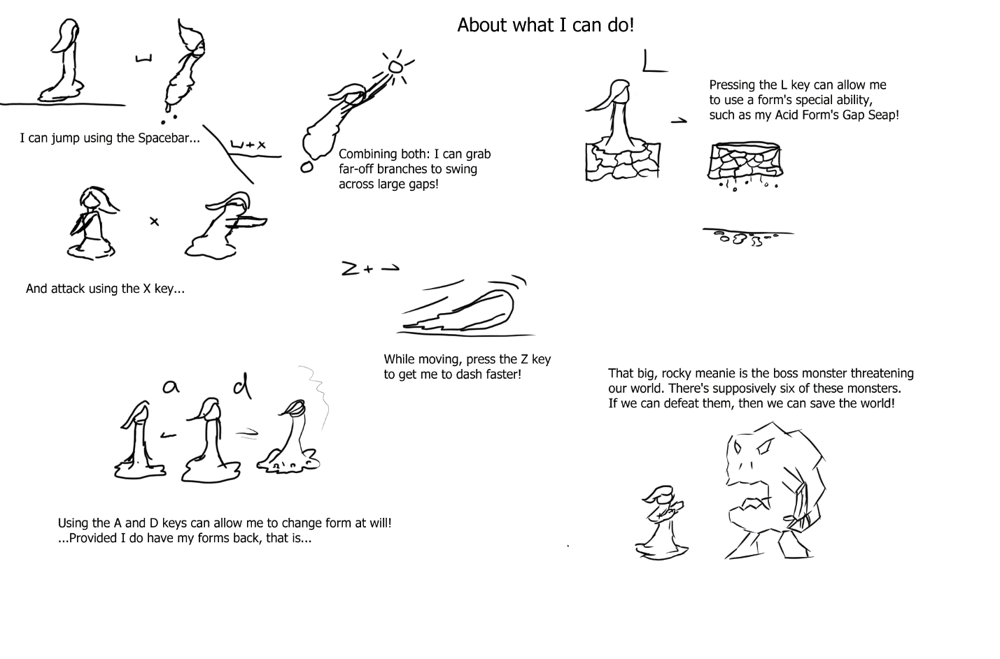 About what I can do!
I can jump using the Spacebar...
⌴+x
Combining both: I can grab
far-off branches to swing
across large gaps!
L
Pressing the L key can allow me
to use a form's special ability,
such as my Acid Form's Gap Seap!
x
And attack using the X key...
Z+→
While moving, press the Z key
to get me to dash faster!
a d
Using the A and D keys can allow me to change form at will!
...Provided I do have my forms back, that is...
That big, rocky meanie is the boss monster threatening
our world. There's supposively six of these monsters.
If we can defeat them, then we can save the world!